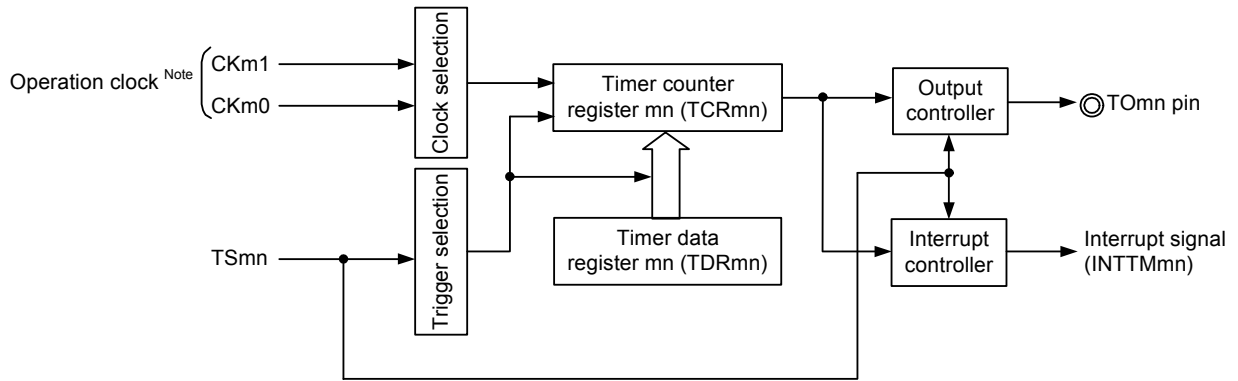 Operation clock Note
CKm1
CKm0
Clock selection
Timer counter
register mn (TCRmn)
Output
controller
TOmn pin
TSmn
Trigger selection
Timer data
register mn (TDRmn)
Interrupt
controller
Interrupt signal
(INTTMmn)